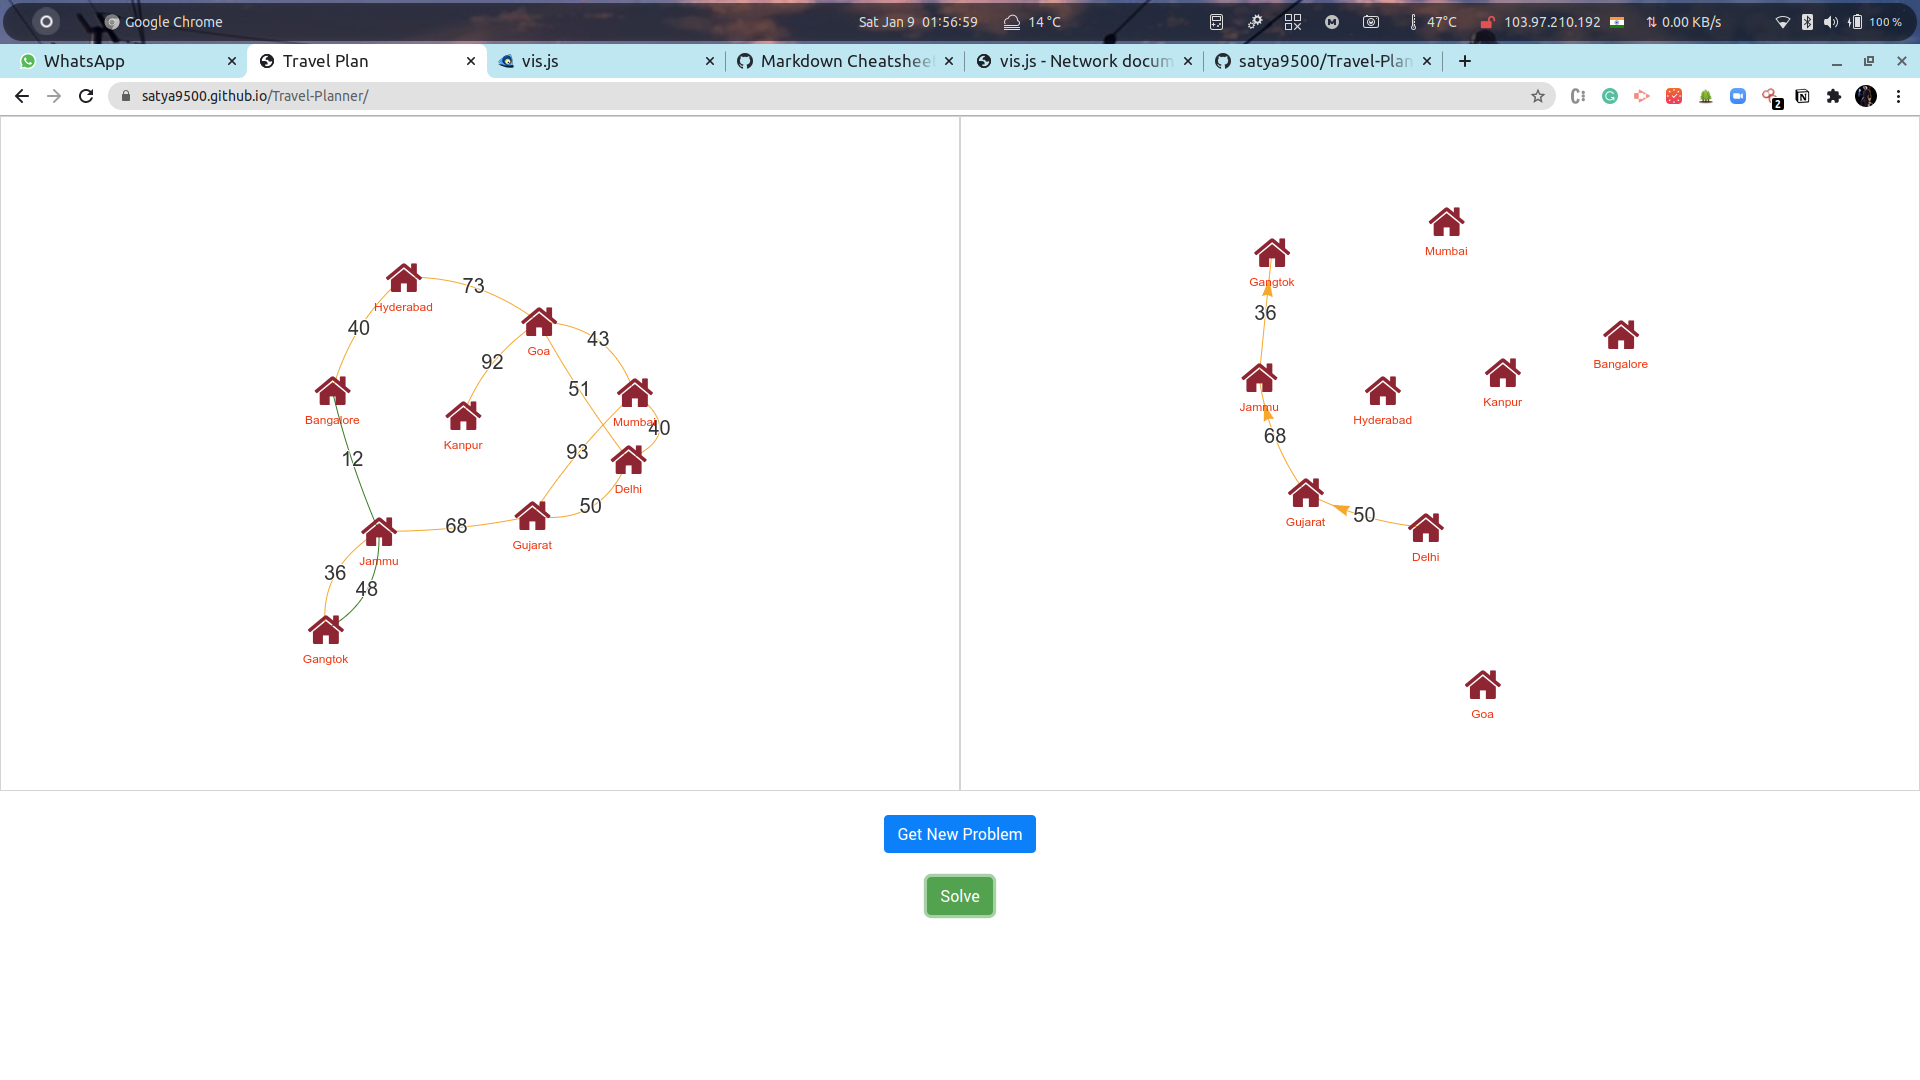 Google Chrome
Sat Jan 9 01:56:59
14 °C
47°C
103.97.210.192
0.00 KB/s
100 %
WhatsApp
Travel Plan
vis.js
Markdown Cheatsheet
vis.js - Network docum
satya9500/Travel-Plan
satya9500.github.io/Travel-Planner/
2
Hyderabad
73
40
Goa
43
92
51
Bangalore
Kanpur
Mumbai
40
12
93
Delhi
50
68
Gujarat
Jammu
36
48
Gangtok
Mumbai
Gangtok
36
Bangalore
Jammu
Hyderabad
Kanpur
68
Gujarat
50
Delhi
Goa
Get New Problem
Solve